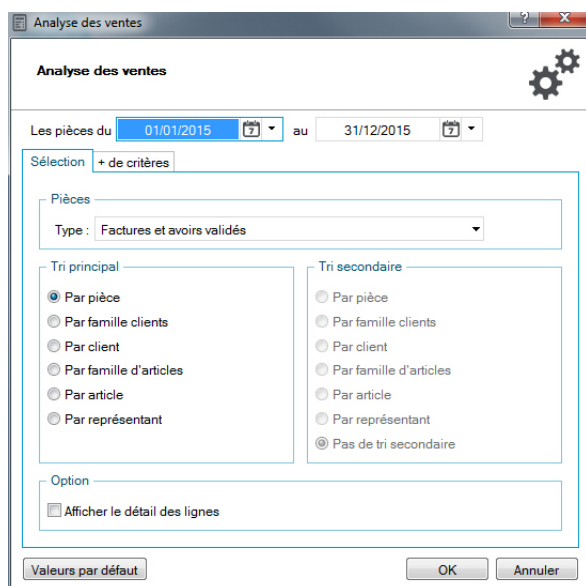 Analyse des ventes
? X
Analyse des ventes
Les pièces du 01/01/2015 7 au 31/12/2015 7
Sélection + de critères
Pièces
Type : Factures et avoirs validés
Tri principal
Par pièce
Par famille clients
Par client
Par famille d'articles
Par article
Par représentant
Tri secondaire
Par pièce
Par famille clients
Par client
Par famille d'articles
Par article
Par représentant
Pas de tri secondaire
Option
Afficher le détail des lignes
Valeurs par défaut OK Annuler